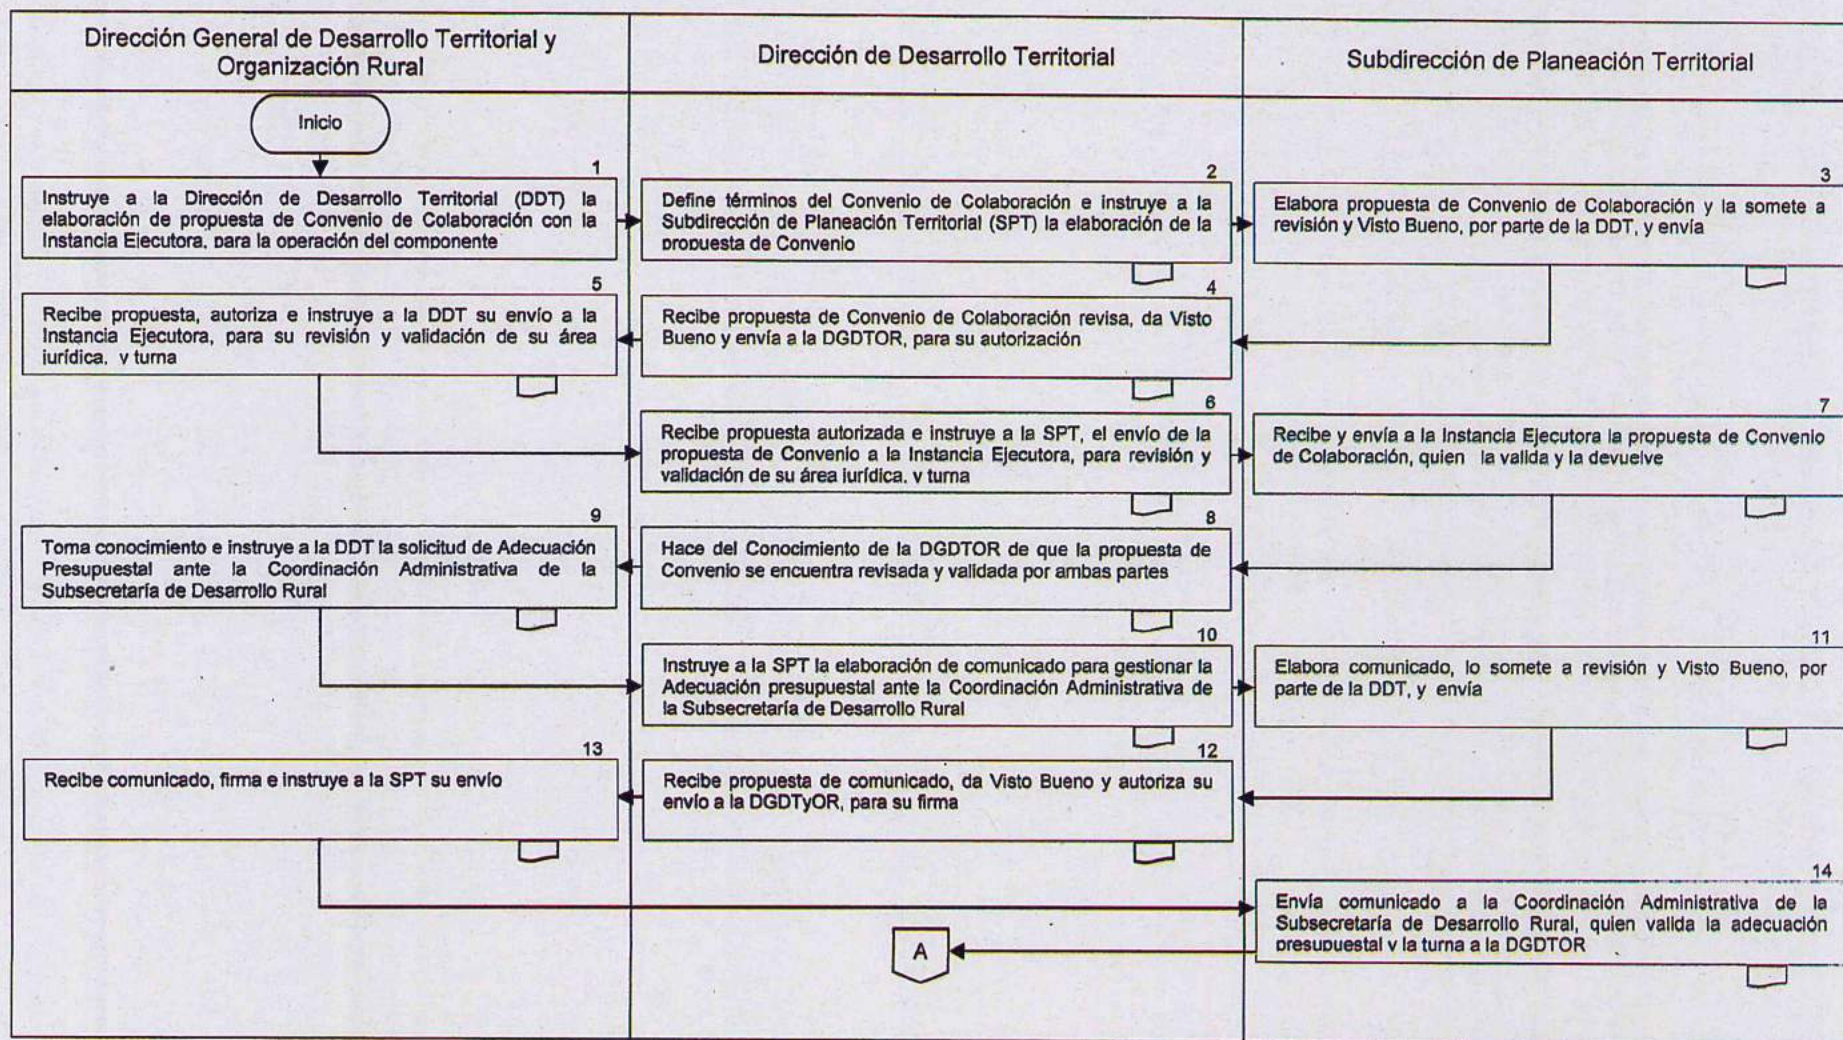 Dirección General de Desarrollo Territorial y
Organización Rural
Dirección de Desarrollo Territorial
Subdirección de Planeación Territorial
Inicio
1
Instruye a la Dirección de Desarrollo Territorial (DDT) la
elaboración de propuesta de Convenio de Colaboración con la
Instancia Ejecutora, para la operación del componente
2
Define términos del Convenio de Colaboración e instruye a la
Subdirección de Planeación Territorial (SPT) la elaboración de la
propuesta de Convenio
3
Elabora propuesta de Convenio de Colaboración y la somete a
revisión y Visto Bueno, por parte de la DDT, y envía
4
Recibe propuesta de Convenio de Colaboración revisa, da Visto
Bueno y envía a la DGDTOR, para su autorización
5
Recibe propuesta, autoriza e instruye a la DDT su envío a la
Instancia Ejecutora, para su revisión y validación de su área
jurídica, y turna
6
Recibe propuesta autorizada e instruye a la SPT, el envío de la
propuesta de Convenio a la Instancia Ejecutora, para revisión y
validación de su área jurídica, y turna
7
Recibe y envía a la Instancia Ejecutora la propuesta de Convenio
de Colaboración, quien la valida y la devuelve
8
Hace del Conocimiento de la DGDTOR de que la propuesta de
Convenio se encuentra revisada y validada por ambas partes
9
Toma conocimiento e instruye a la DDT la solicitud de Adecuación
Presupuestal ante la Coordinación Administrativa de la
Subsecretaría de Desarrollo Rural
10
Instruye a la SPT la elaboración de comunicado para gestionar la
Adecuación presupuestal ante la Coordinación Administrativa de
la Subsecretaría de Desarrollo Rural
11
Elabora comunicado, lo somete a revisión y Visto Bueno, por
parte de la DDT, y envía
12
Recibe propuesta de comunicado, da Visto Bueno y autoriza su
envío a la DGDTyOR, para su firma
13
Recibe comunicado, firma e instruye a la SPT su envío
14
Envía comunicado a la Coordinación Administrativa de la
Subsecretaría de Desarrollo Rural, quien valida la adecuación
presupuestal y la turna a la DGDTOR
A